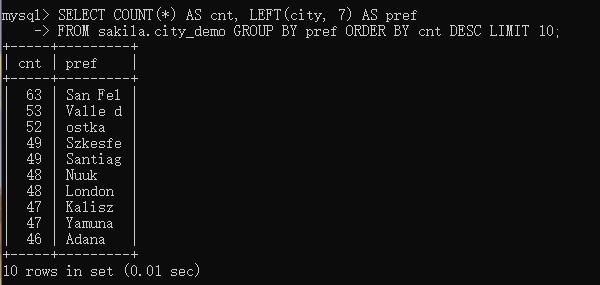 mysql> SELECT COUNT(*) AS cnt, LEFT(city, 7) AS pref
    -> FROM sakila.city_demo GROUP BY pref ORDER BY cnt DESC LIMIT 10;
+-----+---------+
| cnt | pref    |
+-----+---------+
|  63 | San Fel |
|  53 | Valle d |
|  52 | ostka   |
|  49 | Szkesfe |
|  49 | Santiag |
|  48 | Nuuk    |
|  48 | London  |
|  47 | Kalisz  |
|  47 | Yamuna  |
|  46 | Adana   |
+-----+---------+
10 rows in set (0.01 sec)